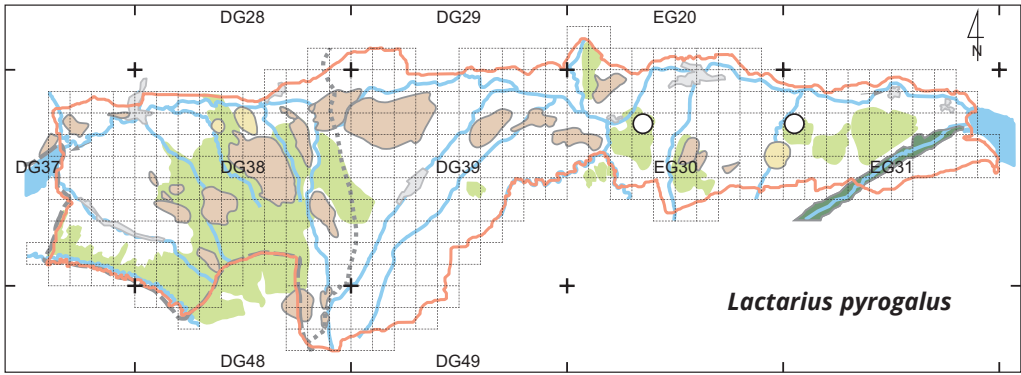 DG28
DG29
EG20
N
DG37
DG38
DG39
EG30
EG31
Lactarius pyrogalus
DG48
DG49